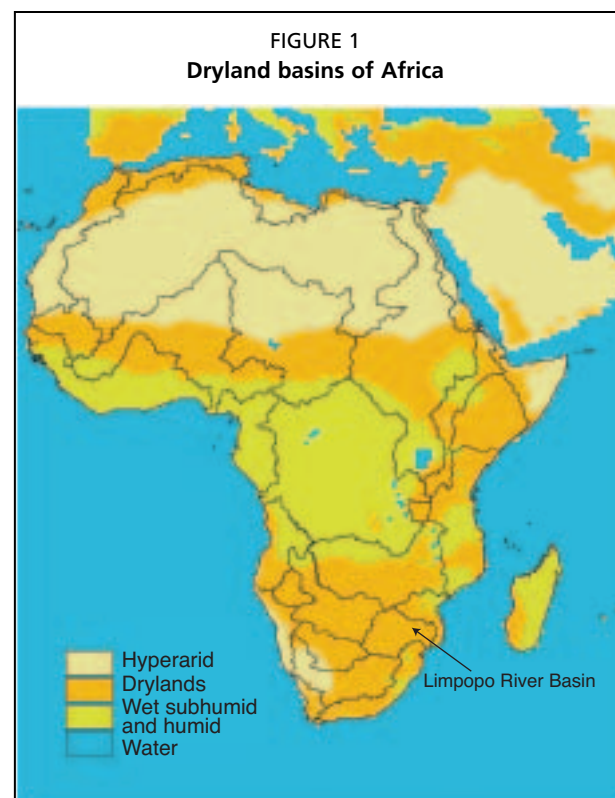 FIGURE 1
Dryland basins of Africa
Limpopo River Basin
Hyperarid
Drylands
Wet subhumid
and humid
Water